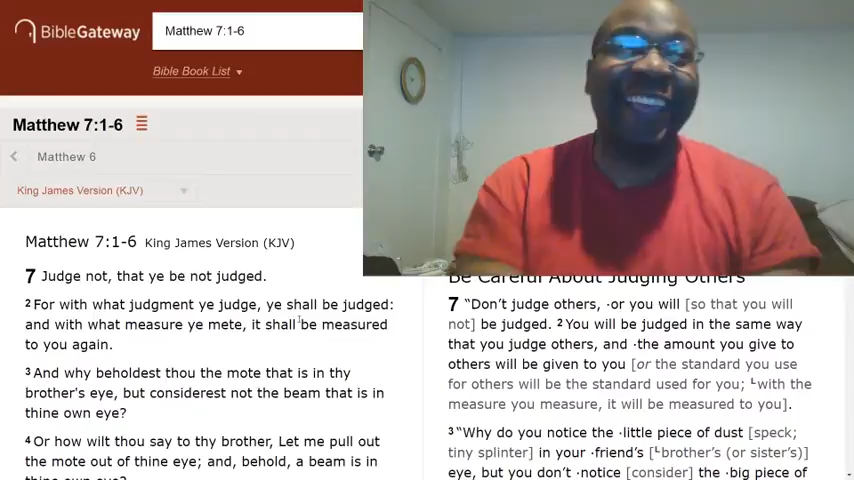 BibleGateway
Matthew 7:1-6
Bible Book List
Matthew 7:1-6
Matthew 6
King James Version (KJV)
Matthew 7:1-6 King James Version (KJV)
7 Judge not, that ye be not judged.
2 For with what judgment ye judge, ye shall be judged:
and with what measure ye mete, it shall be measured
to you again.
3 And why beholdest thou the mote that is in thy
brother's eye, but considerest not the beam that is in
thine own eye?
4 Or how wilt thou say to thy brother, Let me pull out
the mote out of thine eye; and, behold, a beam is in
thine own eye?
Be Careful About Judging Others
7 “Don’t judge others, ·or you will [so that you will
not] be judged. 2 You will be judged in the same way
that you judge others, and ·the amount you give to
others will be given to you [or the standard you use
for others will be the standard used for you; Lwith the
measure you measure, it will be measured to you].
3 “Why do you notice the ·little piece of dust [speck;
tiny splinter] in your ·friend’s [Lbrother’s (or sister’s)]
eye, but you don’t ·notice [consider] the ·big piece of